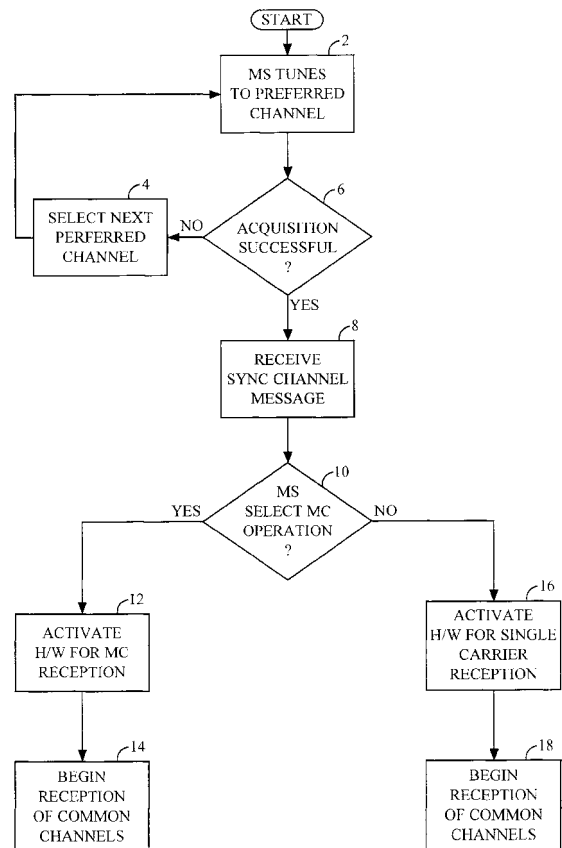 START
2
MS TUNES
TO PREFERRED
CHANNEL
4
SELECT NEXT
PERFERRED
CHANNEL
NO
6
ACQUISITION
SUCCESSFUL
?
YES
8
RECEIVE
SYNC CHANNEL
MESSAGE
10
MS
SELECT MC
OPERATION
?
YES
NO
12
ACTIVATE
H/W FOR MC
RECEPTION
16
ACTIVATE
H/W FOR SINGLE
CARRIER
RECEPTION
14
BEGIN
RECEPTION
OF COMMON
CHANNELS
18
BEGIN
RECEPTION
OF COMMON
CHANNELS